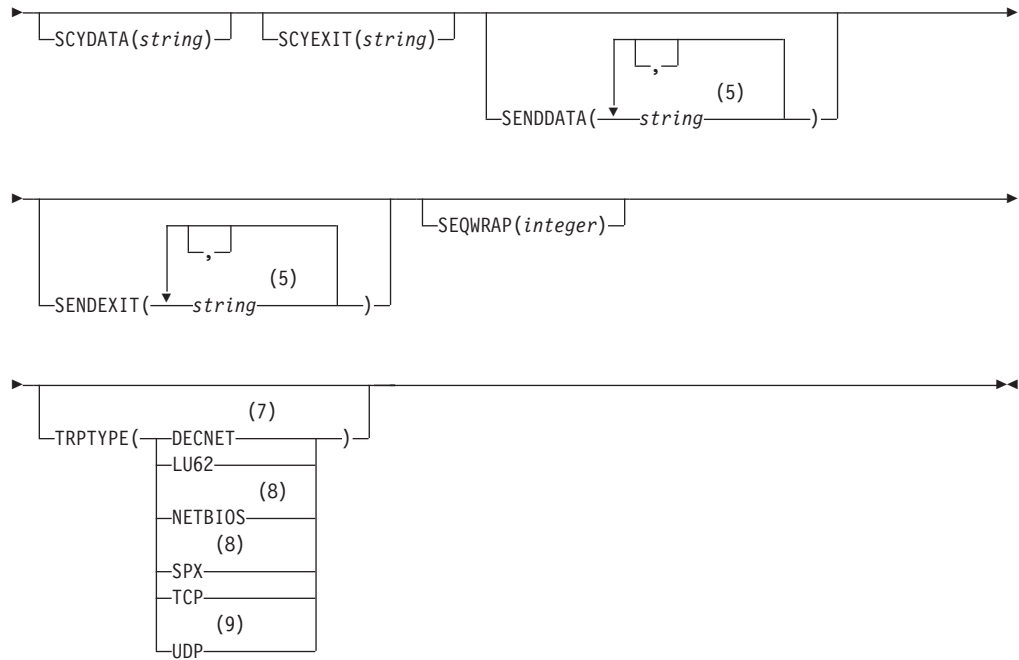 SCYDATA(string) SCYEXIT(string)
,
(5)
SENDDATA( string )
SEQWRAP(integer)
,
(5)
SENDEXIT( string )
(7)
TRPTYPE( DECNET )
LU62
(8)
NETBIOS
(8)
SPX
TCP
(9)
UDP